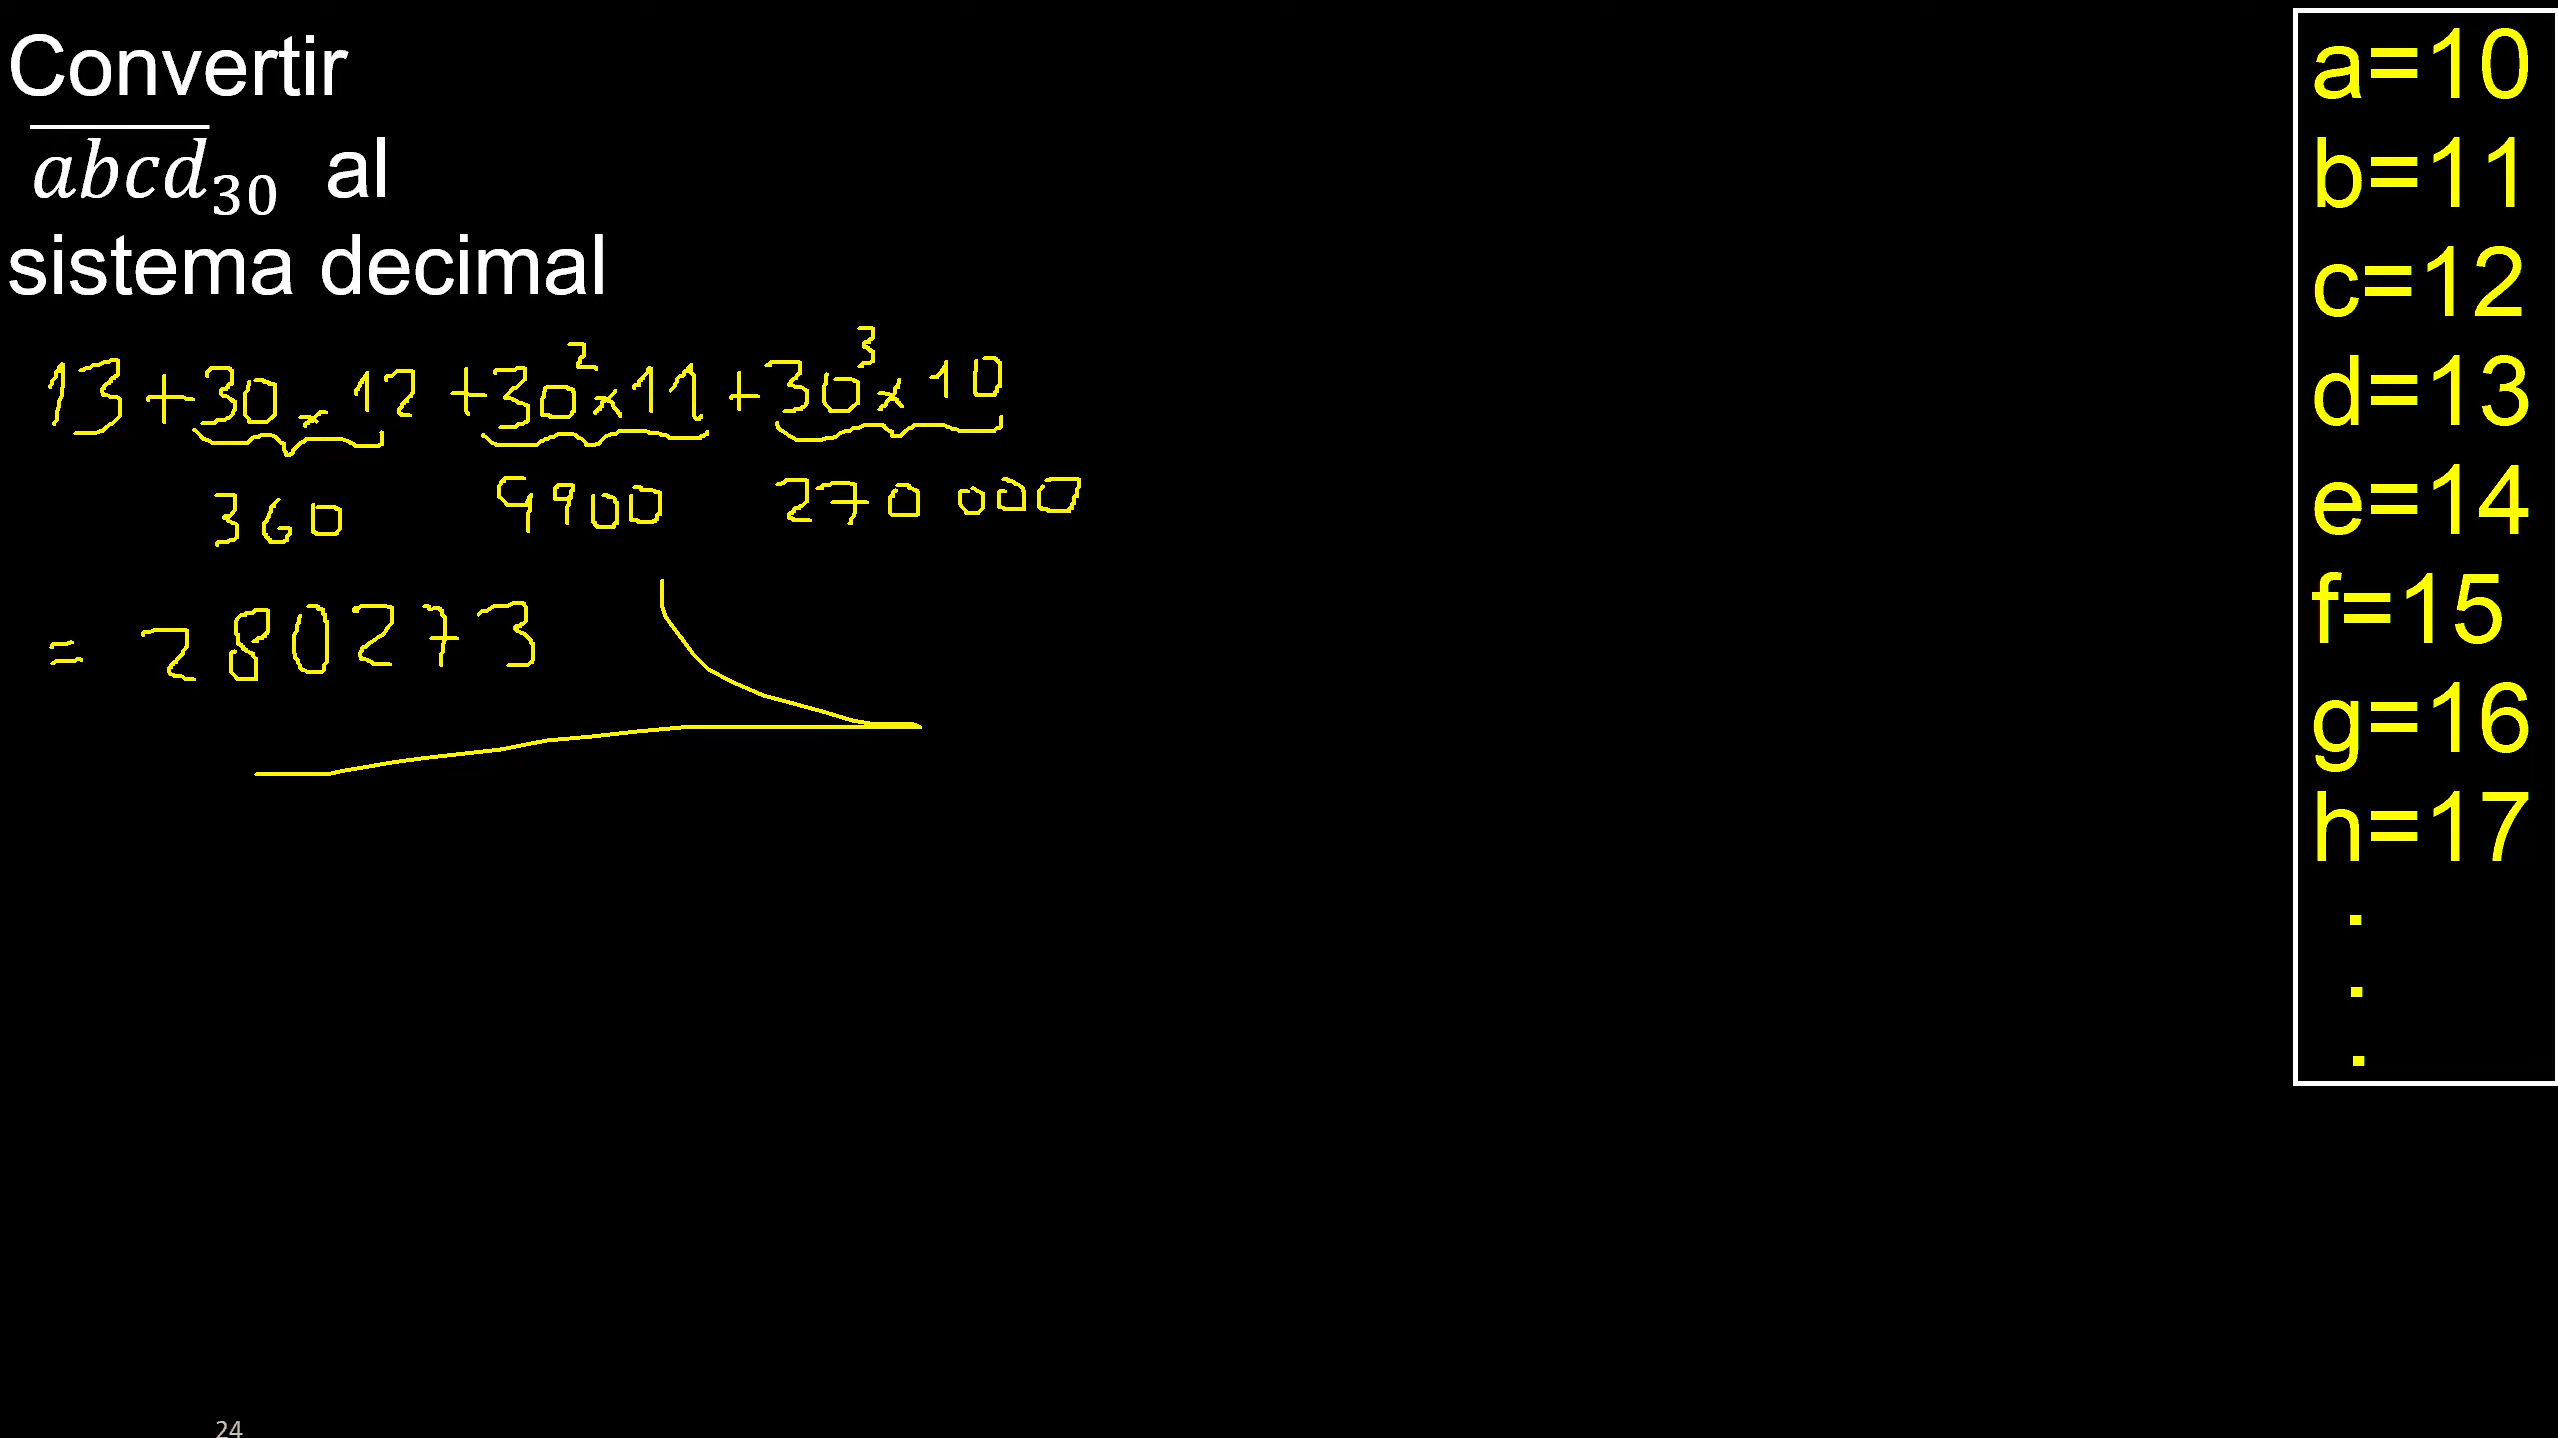 Convertir
abcd₃₀ al
sistema decimal
13+30×12+30²×11+30³×10
360 9900 270 000
= 280273
a=10
b=11
c=12
d=13
e=14
f=15
g=16
h=17
.
.
.
24